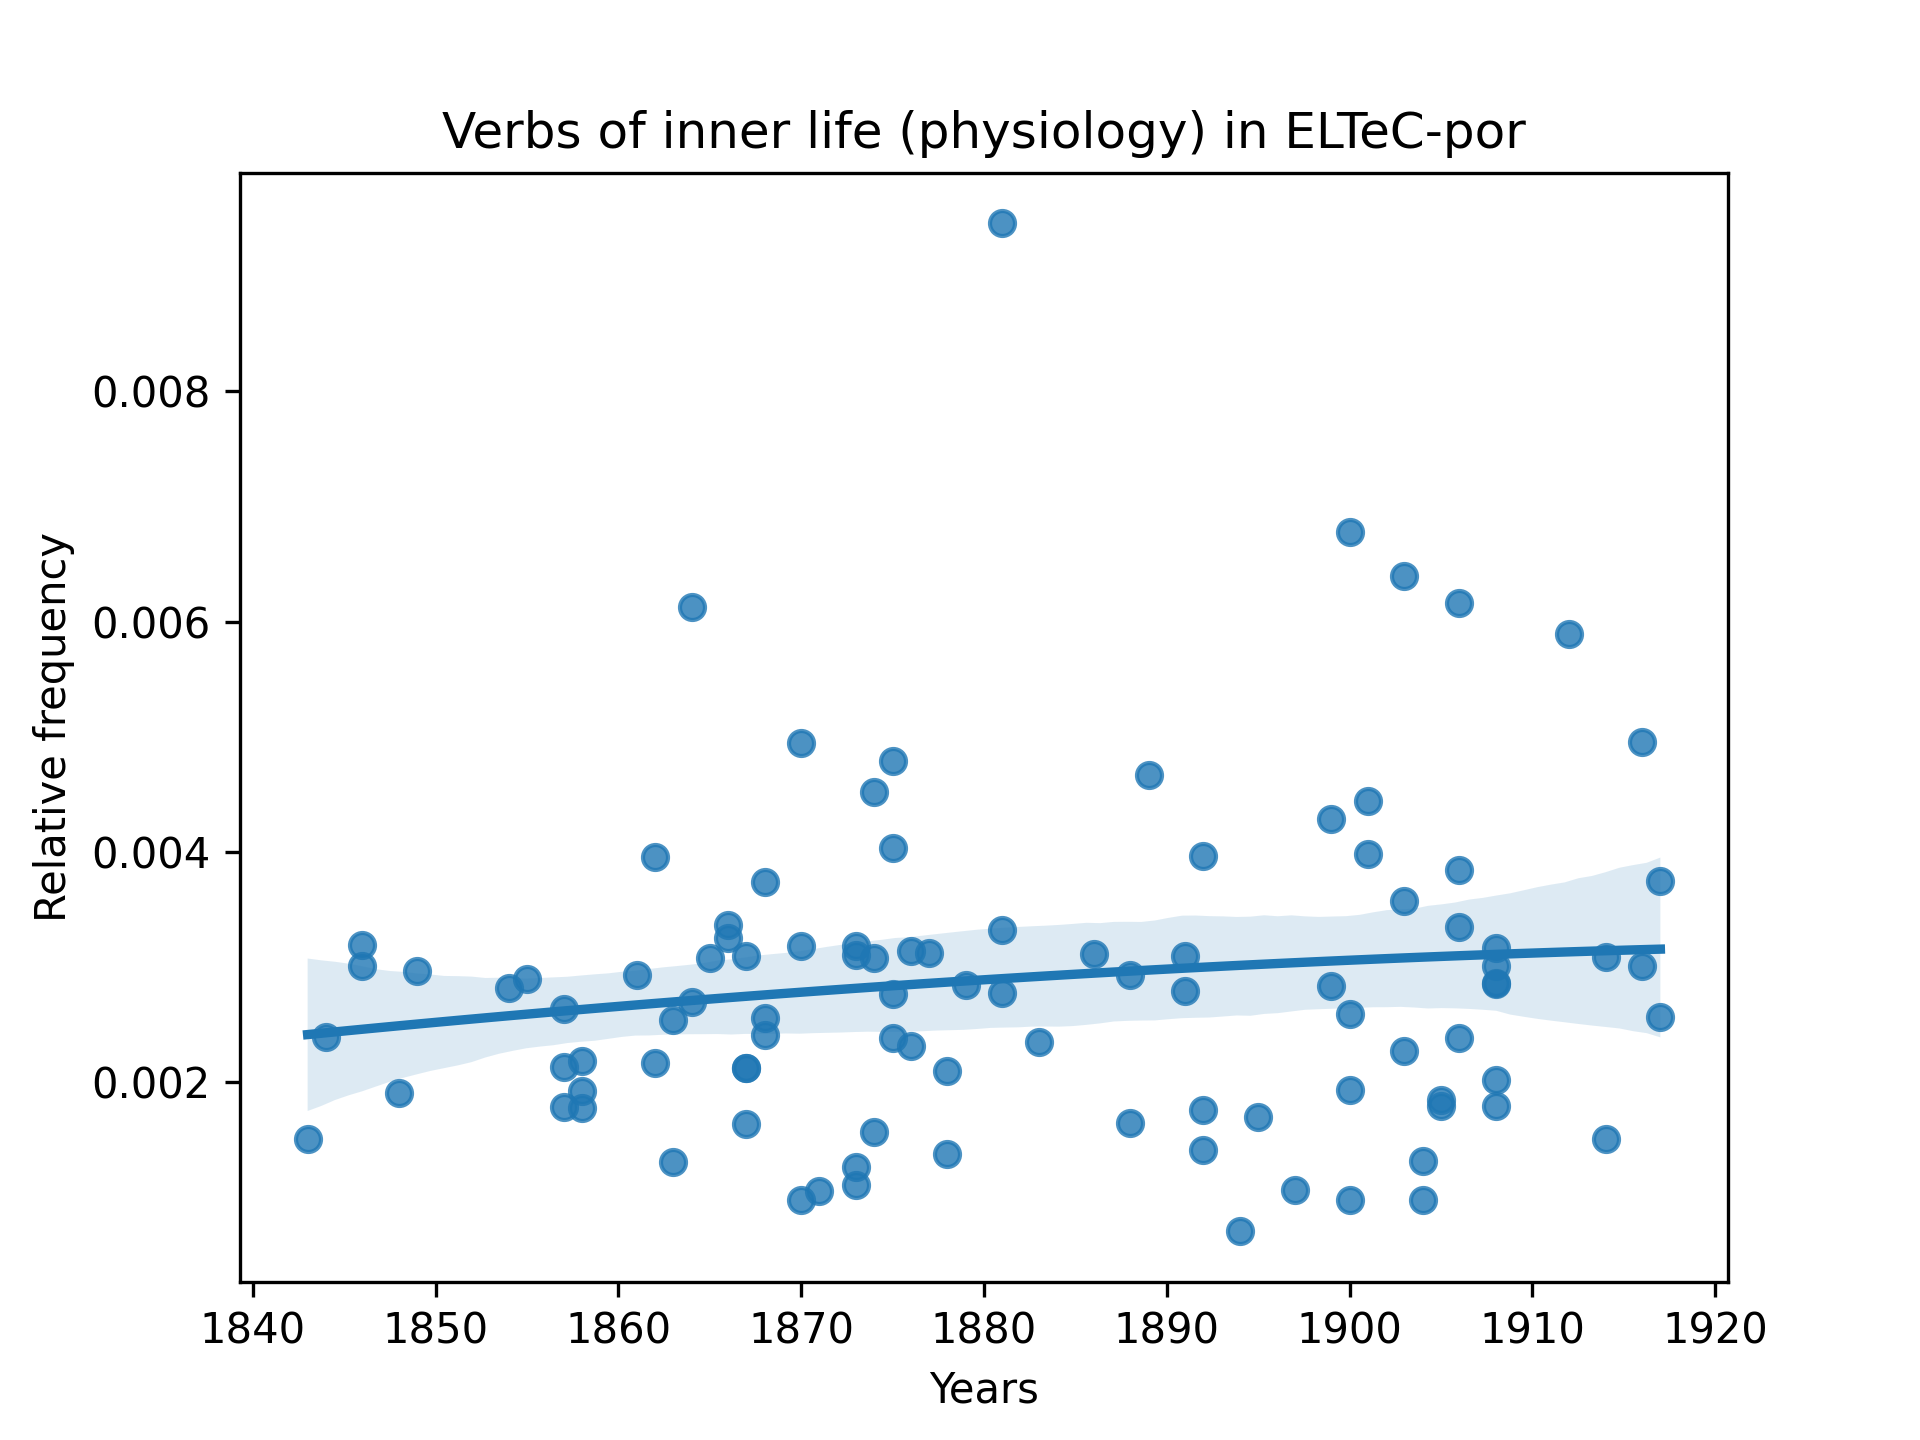 Verbs of inner life (physiology) in ELTeC-por
Relative frequency
0.008
0.006
0.004
0.002
1840 1850 1860 1870 1880 1890 1900 1910 1920
Years